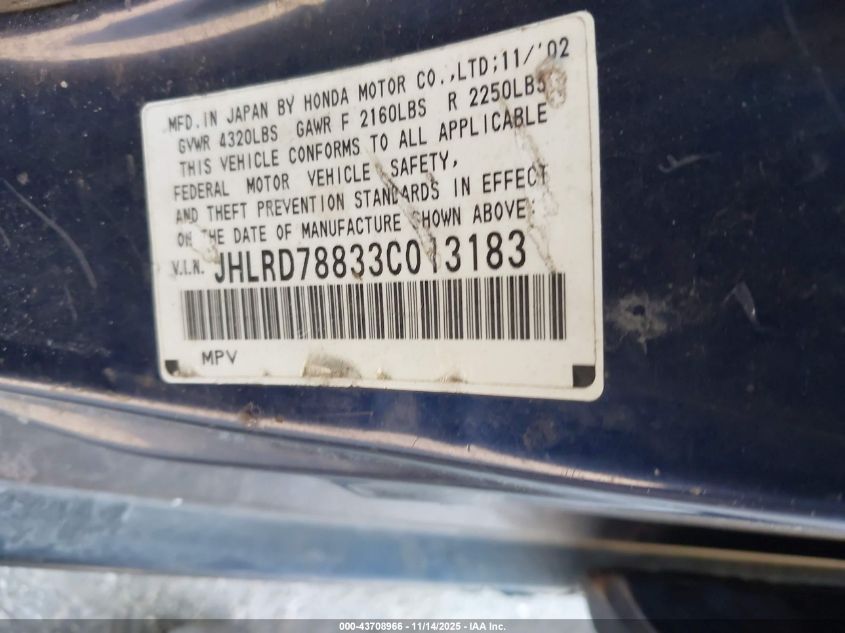 MFD. IN JAPAN BY HONDA MOTOR CO.,LTD;11/'02
GVWR 4320LBS GAWR F 2160LBS R 2250LBS
THIS VEHICLE CONFORMS TO ALL APPLICABLE
FEDERAL MOTOR VEHICLE SAFETY,
AND THEFT PREVENTION STANDARDS IN EFFECT
ON THE DATE OF MANUFACTURE SHOWN ABOVE:
V.I.N. JHLRD78833C013183
MPV
000-43708966 - 11/14/2025 - IAA Inc.